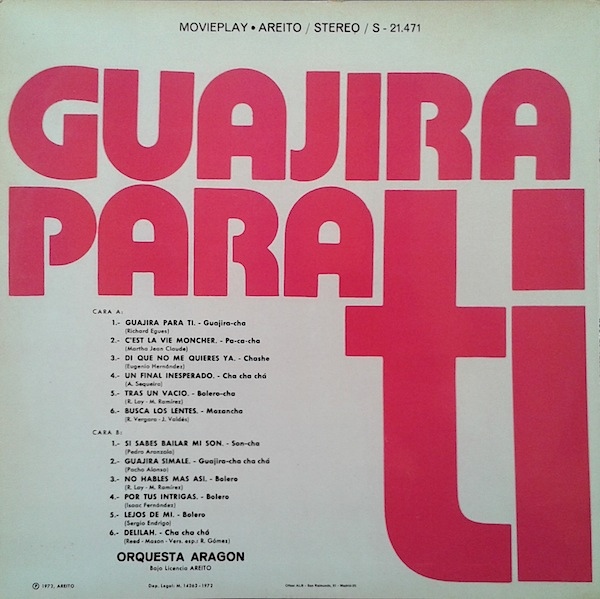 MOVIEPLAY • AREITO / STEREO / S - 21.471
GUAJIRA
PARA
ti
CARA A:
1.- GUAJIRA PARA TI. - Guajira-cha
(Richard Egues)
2.- C'EST LA VIE MONCHER. - Pa-ca-cha
(Martha Jean Claude)
3.- DI QUE NO ME QUIERES YA. - Chashe
(Eugenio Hernández)
4.- UN FINAL INESPERADO. - Cha cha chá
(A. Sequeira)
5.- TRAS UN VACIO. - Bolero-cha
(R. Lay - M. Ramírez)
6.- BUSCA LOS LENTES. - Mozancha
(R. Vergara - J. Valdés)
CARA B:
1.- SI SABES BAILAR MI SON. - Son-cha
(Pedro Aranzola)
2.- GUAJIRA SIMALE. - Guajira-cha cha chá
(Pacho Alonso)
3.- NO HABLES MAS ASI. - Bolero
(R. Lay - M. Ramírez)
4.- POR TUS INTRIGAS. - Bolero
(Isaac Fernández)
5.- LEJOS DE MI. - Bolero
(Sergio Endrigo)
6.- DELILAH. - Cha cha chá
(Reed - Mason - Vers. esp.: R. Gómez)
ORQUESTA ARAGON
Bajo Licencia AREITO
Ⓟ 1972, AREITO
Dep. Legal: M. 14262 - 1972